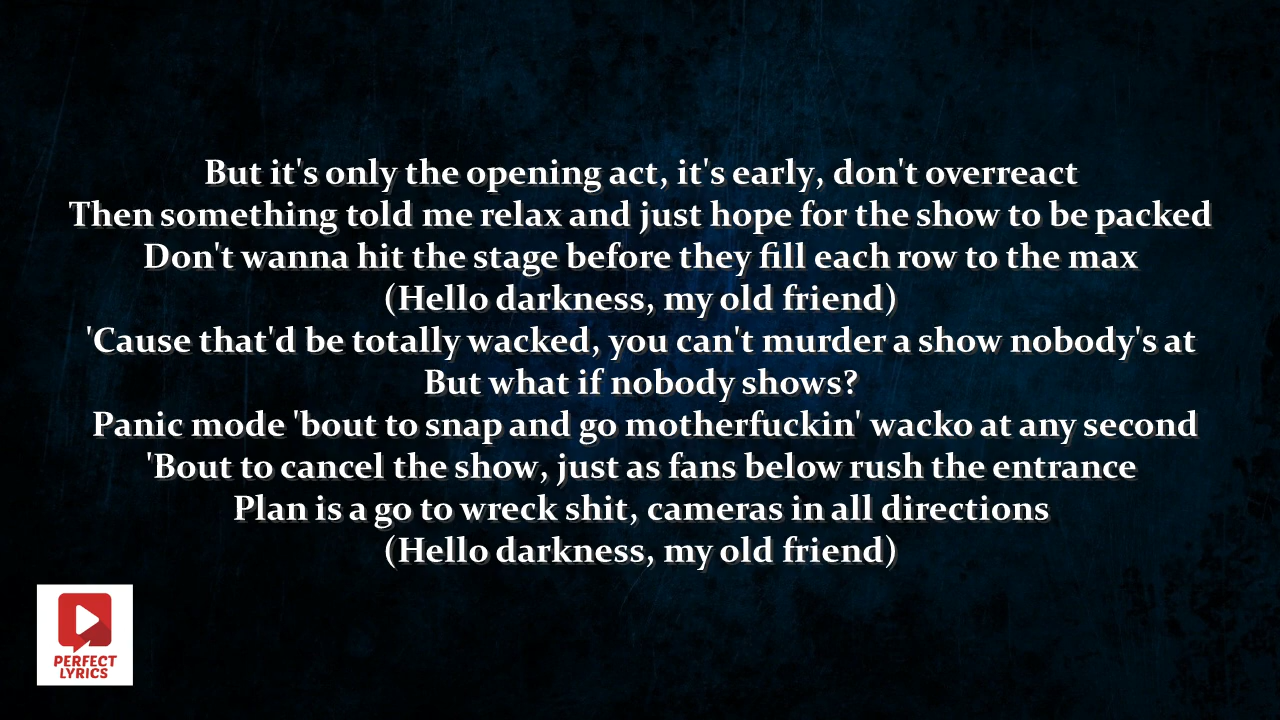 But it's only the opening act, it's early, don't overreact
Then something told me relax and just hope for the show to be packed
Don't wanna hit the stage before they fill each row to the max
(Hello darkness, my old friend)
'Cause that'd be totally wacked, you can't murder a show nobody's at
But what if nobody shows?
Panic mode 'bout to snap and go motherfuckin' wacko at any second
'Bout to cancel the show, just as fans below rush the entrance
Plan is a go to wreck shit, cameras in all directions
(Hello darkness, my old friend)
PERFECT
LYRICS